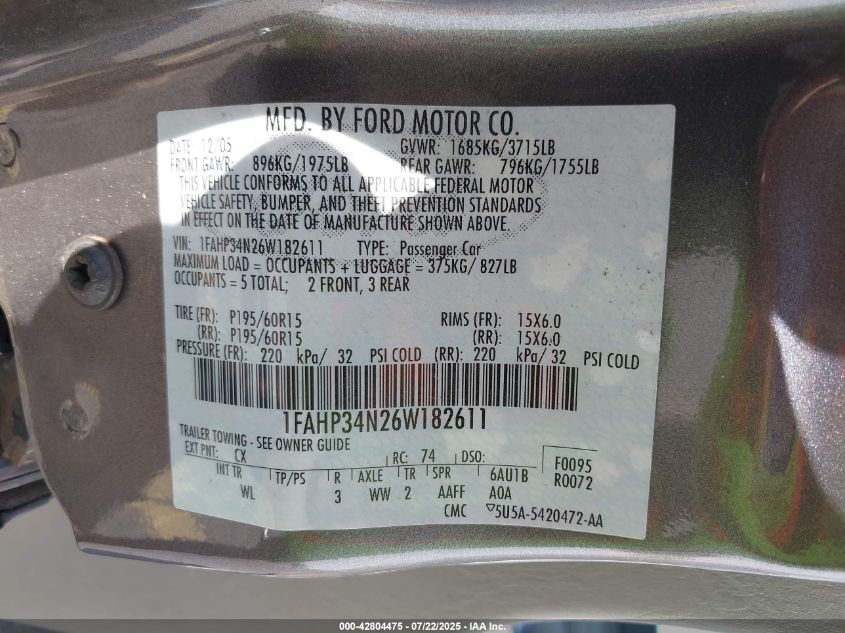 MFD. BY FORD MOTOR CO.
DATE: 12/05 GVWR: 1685KG/3715LB
FRONT GAWR: 896KG/1975LB REAR GAWR: 796KG/1755LB
THIS VEHICLE CONFORMS TO ALL APPLICABLE FEDERAL MOTOR
VEHICLE SAFETY, BUMPER, AND THEFT PREVENTION STANDARDS
IN EFFECT ON THE DATE OF MANUFACTURE SHOWN ABOVE.
VIN: 1FAHP34N26W182611 TYPE: Passenger Car
MAXIMUM LOAD = OCCUPANTS + LUGGAGE = 375KG/ 827LB
OCCUPANTS = 5 TOTAL; 2 FRONT, 3 REAR
TIRE (FR): P195/60R15 RIMS (FR): 15X6.0
(RR): P195/60R15 (RR): 15X6.0
PRESSURE (FR): 220 kPa/ 32 PSI COLD (RR): 220 kPa/ 32 PSI COLD
1FAHP34N26W182611
TRAILER TOWING - SEE OWNER GUIDE
EXT PNT: CX RC: 74 DSO: F0095
INT TR TP/PS R AXLE TR SPR 6AU1B R0072
WL 3 WW 2 AAFF A0A
CMC 5U5A-5420472-AA
000-42804475 - 07/22/2025 - IAA Inc.